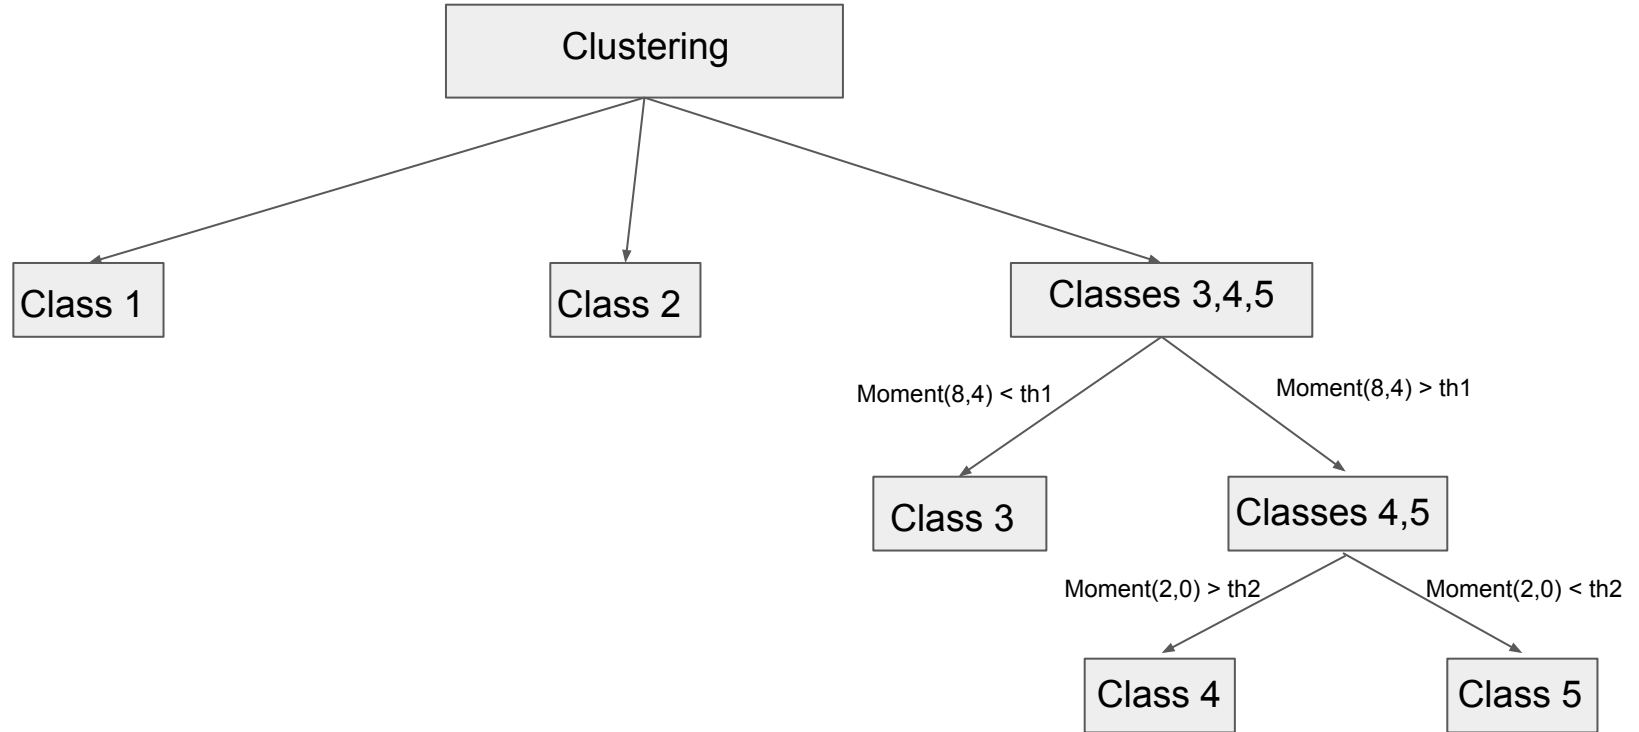 Clustering
Class 1
Class 2
Classes 3,4,5
Moment(8,4) < th1
Moment(8,4) > th1
Class 3
Classes 4,5
Moment(2,0) > th2
Moment(2,0) < th2
Class 4
Class 5